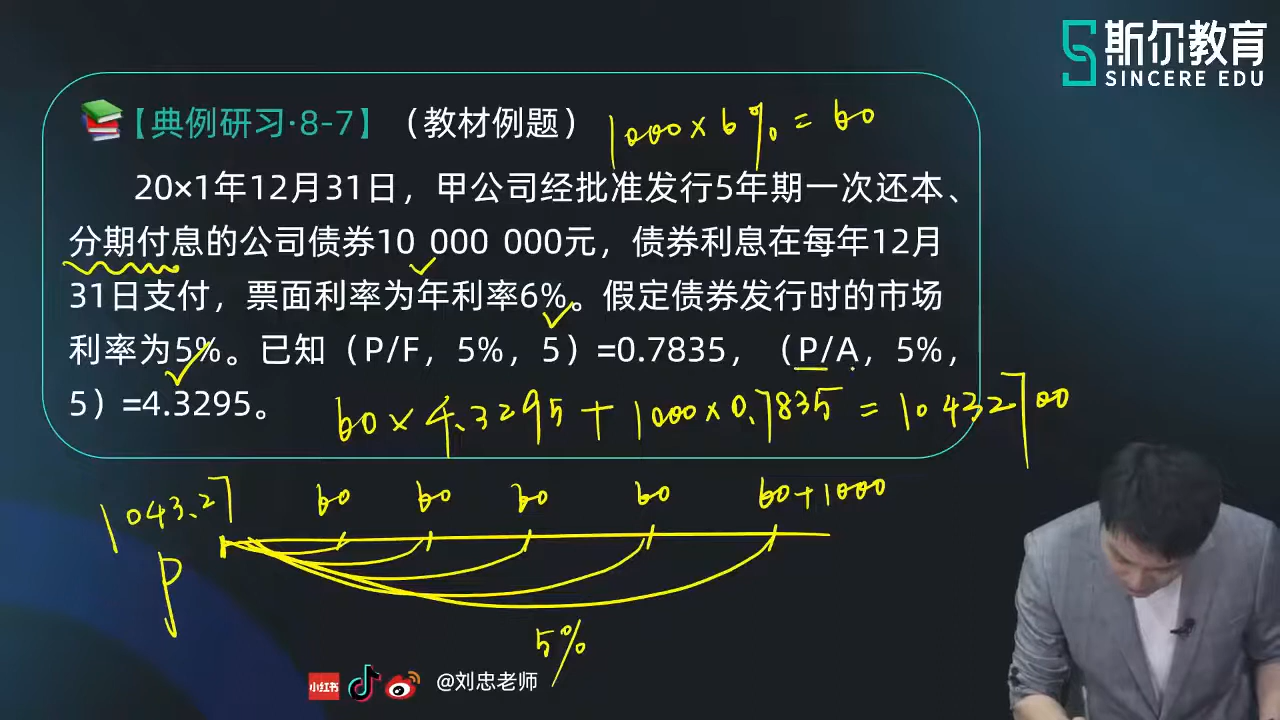 斯尔教育
SINCERE EDU
【典例研习·8-7】（教材例题）
1000×6%=60
20×1年12月31日，甲公司经批准发行5年期一次还本、
分期付息的公司债券10 000 000元，债券利息在每年12月
31日支付，票面利率为年利率6%。假定债券发行时的市场
利率为5%。已知（P/F，5%，5）=0.7835，（P/A，5%，
5）=4.3295。
60×4.3295+1000×0.7835=10432700
1043.27
60 60 60 60 60+1000
P
5%
小红书
@刘忠老师